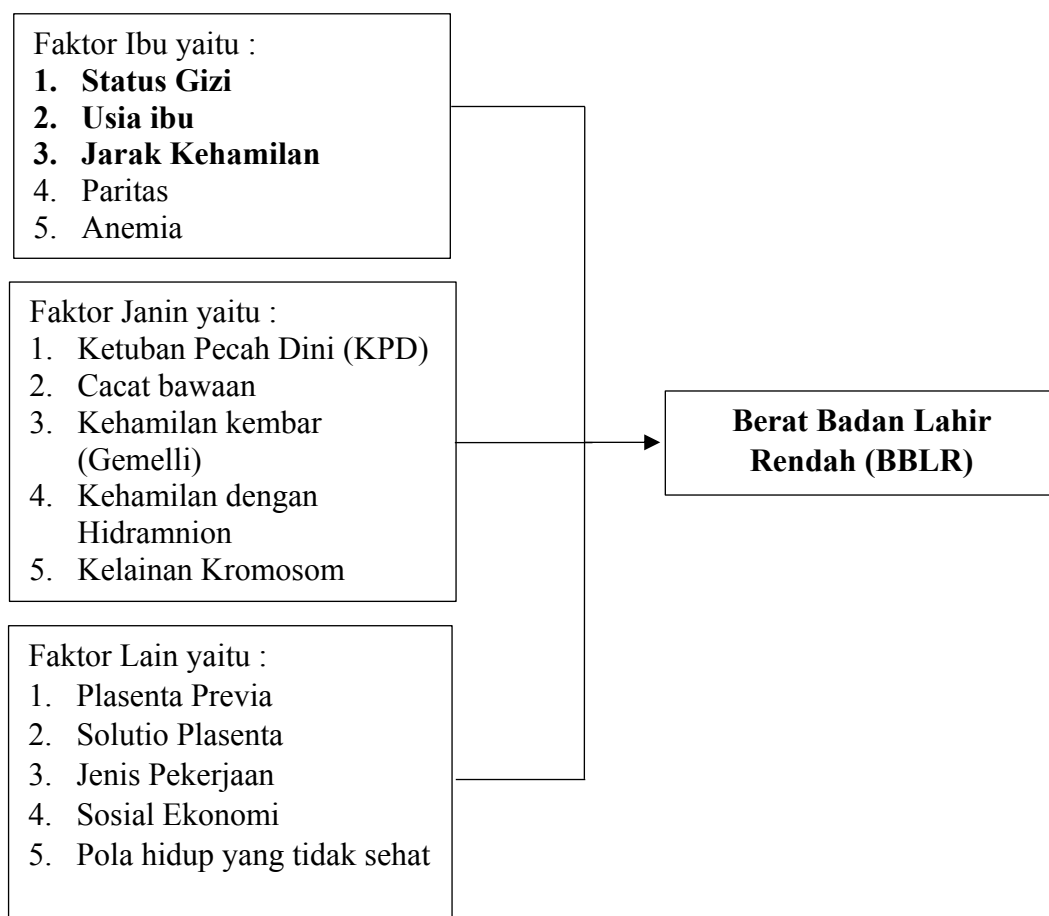 Faktor Ibu yaitu :
1. Status Gizi
2. Usia ibu
3. Jarak Kehamilan
4. Paritas
5. Anemia
Faktor Janin yaitu :
1. Ketuban Pecah Dini (KPD)
2. Cacat bawaan
3. Kehamilan kembar
(Gemelli)
4. Kehamilan dengan
Hidramnion
5. Kelainan Kromosom
Faktor Lain yaitu :
1. Plasenta Previa
2. Solutio Plasenta
3. Jenis Pekerjaan
4. Sosial Ekonomi
5. Pola hidup yang tidak sehat
Berat Badan Lahir
Rendah (BBLR)